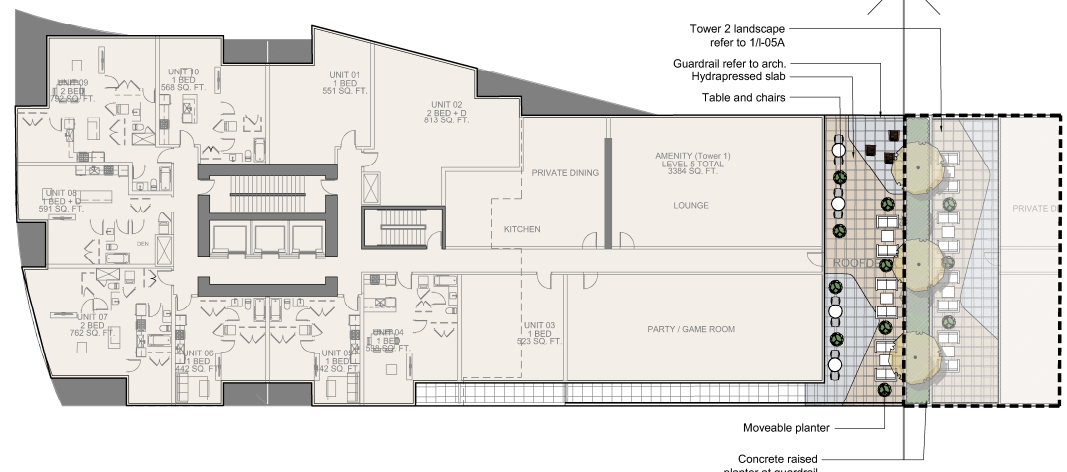 Tower 2 landscape
refer to 1/l-05A
Guardrail refer to arch.
Hydrapressed slab
Table and chairs
UNIT 09
2 BED
792 SQ. FT.
UNIT 10
1 BED
568 SQ. FT.
UNIT 01
1 BED
551 SQ. FT.
UNIT 02
2 BED + D
813 SQ. FT.
AMENITY (Tower 1)
LEVEL 5 TOTAL
3384 SQ. FT.
PRIVATE DINING
LOUNGE
KITCHEN
UNIT 08
1 BED + D
591 SQ. FT.
DEN
PRIVATE D
ROOFDE
UNIT 07
2 BED
762 SQ. FT.
UNIT 03
1 BED
523 SQ. FT.
PARTY / GAME ROOM
UNIT 04
1 BED
SQ. FT.
UNIT 06
1 BED
442 SQ. FT
UNIT 05
1 BED
442 SQ. FT
Moveable planter
Concrete raised
planter at guardrail